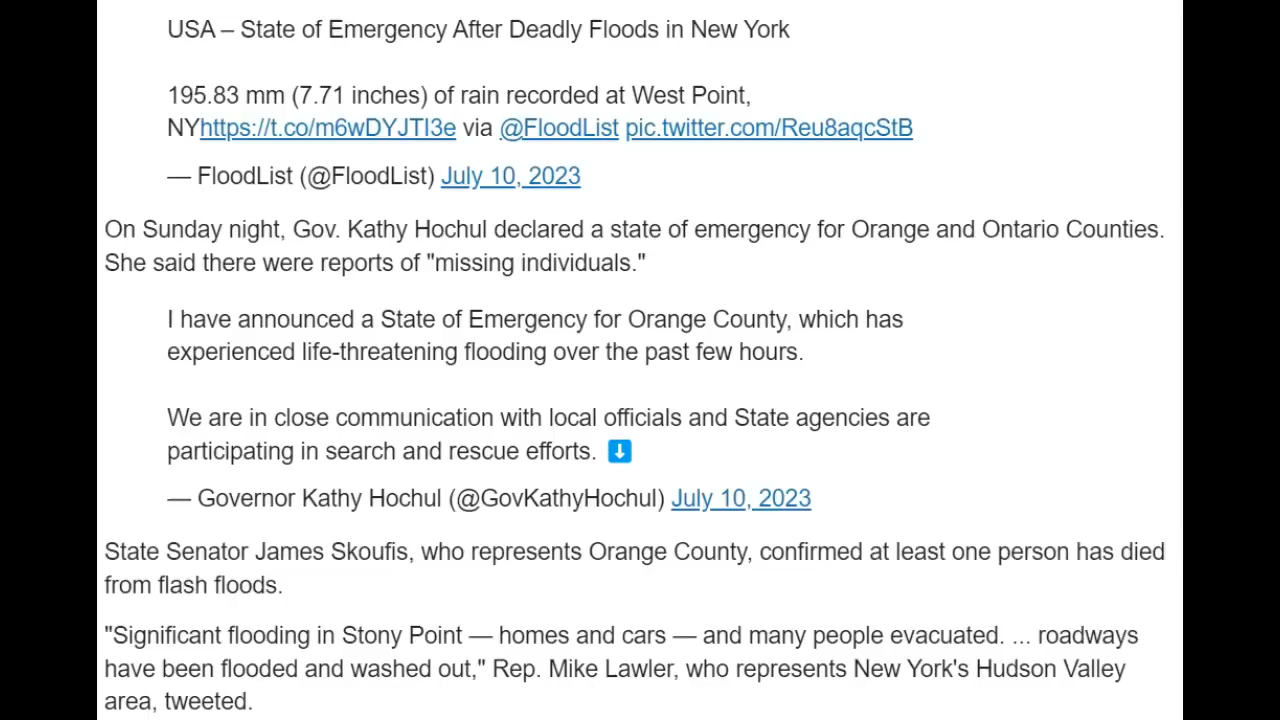 USA – State of Emergency After Deadly Floods in New York
195.83 mm (7.71 inches) of rain recorded at West Point,
NYhttps://t.co/m6wDYJTI3e via @FloodList pic.twitter.com/Reu8aqcStB
— FloodList (@FloodList) July 10, 2023
On Sunday night, Gov. Kathy Hochul declared a state of emergency for Orange and Ontario Counties.
She said there were reports of "missing individuals."
I have announced a State of Emergency for Orange County, which has
experienced life-threatening flooding over the past few hours.
We are in close communication with local officials and State agencies are
participating in search and rescue efforts. ⬇️
— Governor Kathy Hochul (@GovKathyHochul) July 10, 2023
State Senator James Skoufis, who represents Orange County, confirmed at least one person has died
from flash floods.
"Significant flooding in Stony Point — homes and cars — and many people evacuated. ... roadways
have been flooded and washed out," Rep. Mike Lawler, who represents New York's Hudson Valley
area, tweeted.